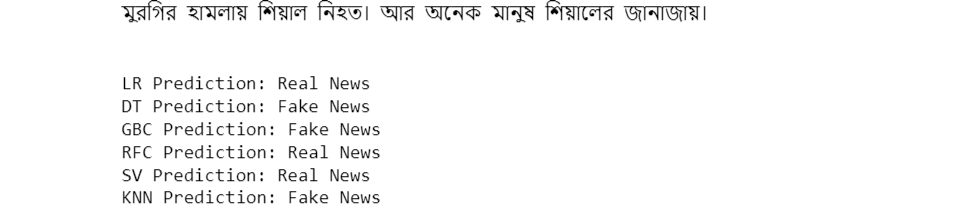 মুরগির হামলায় শিয়াল নিহত। আর অনেক মানুষ শিয়ালের জানাজায়।
LR Prediction: Real News
DT Prediction: Fake News
GBC Prediction: Fake News
RFC Prediction: Real News
SV Prediction: Real News
KNN Prediction: Fake News